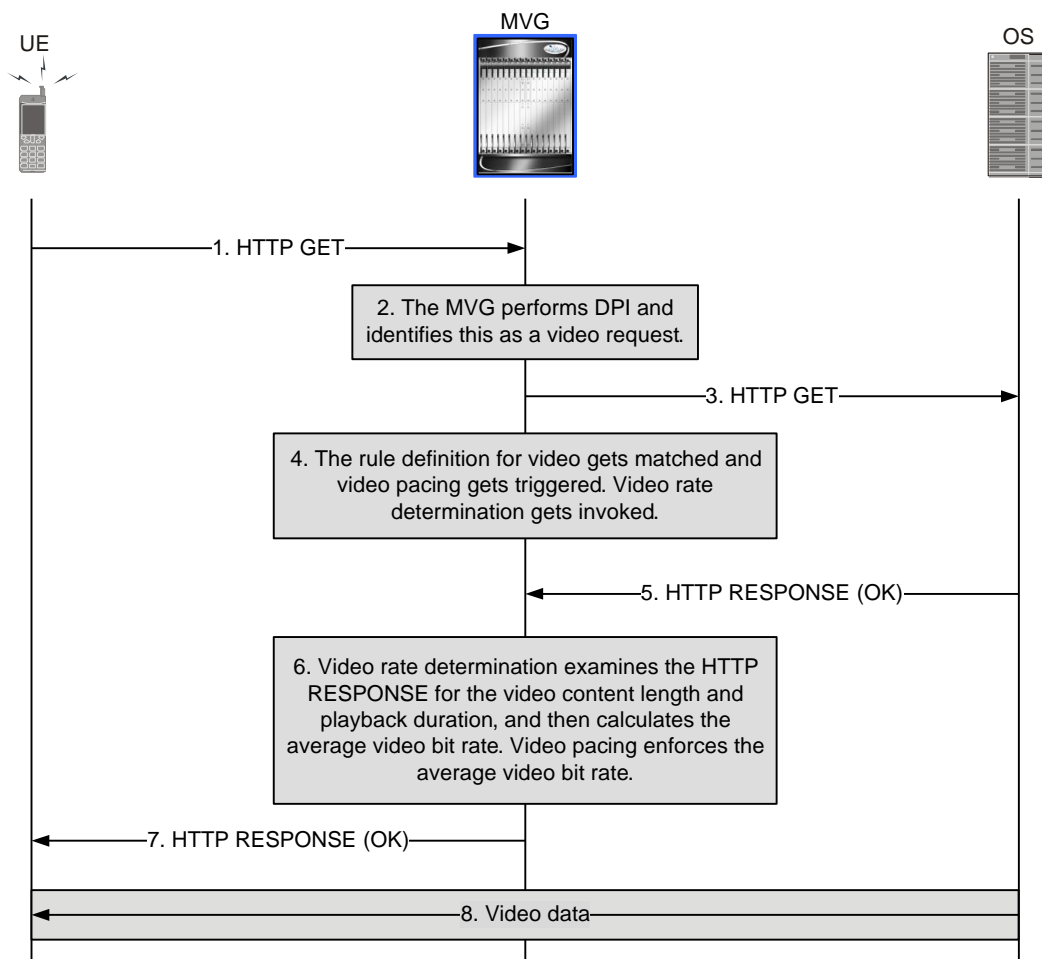 MVG
UE
OS
1. HTTP GET
2. The MVG performs DPI and
identifies this as a video request.
3. HTTP GET
4. The rule definition for video gets matched and
video pacing gets triggered. Video rate
determination gets invoked.
5. HTTP RESPONSE (OK)
6. Video rate determination examines the HTTP
RESPONSE for the video content length and
playback duration, and then calculates the
average video bit rate. Video pacing enforces the
average video bit rate.
7. HTTP RESPONSE (OK)
8. Video data